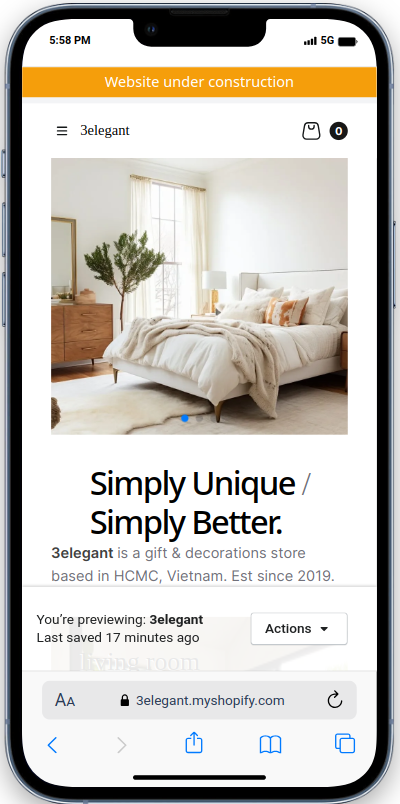 5:58 PM 5G
Website under construction
3elegant 0
Simply Unique /
Simply Better.
3elegant is a gift & decorations store
based in HCMC, Vietnam. Est since 2019.
living room
You're previewing: 3elegant
Last saved 17 minutes ago
Actions
AA 3elegant.myshopify.com